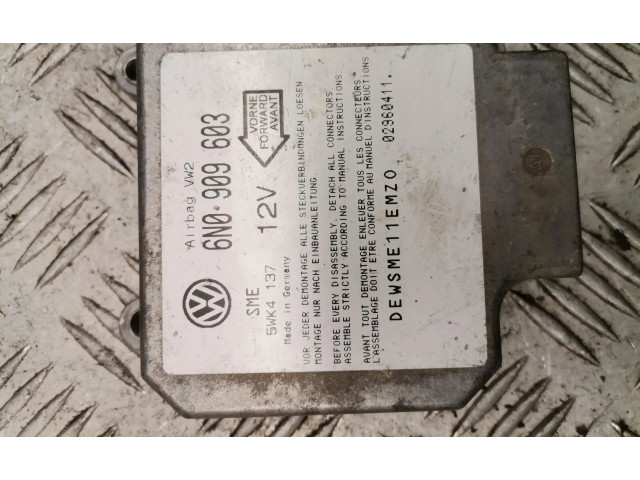 Airbag VW2
6N0·909 603
VORNE
FORWARD
AVANT
SME
5WK4 137
12V
Made in Germany
VOR JEDER DEMONTAGE ALLE STECKVERBINDUNGEN LOESEN
MONTAGE NUR NACH EINBAUANLEITUNG
BEFORE EVERY DISASSEMBLY, DETACH ALL CONNECTORS
ASSEMBLE STRICTLY ACCORDING TO MANUAL INSTRUCTIONS
AVANT TOUT DEMONTAGE ENLEVER TOUS LES CONNECTEURS
L'ASSEMBLAGE DOIT ETRE CONFORME AU MANUEL D'INSTRUCTIONS
DEWSME11EMZO 02960411.